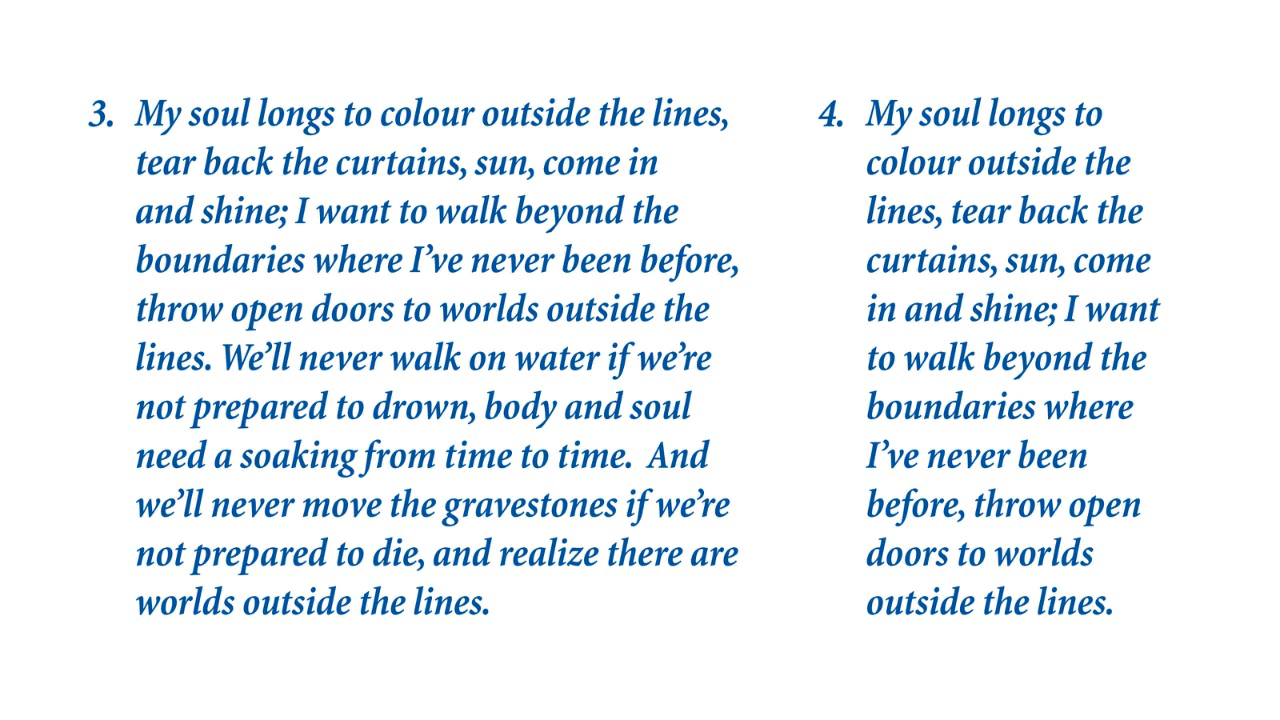 3. My soul longs to colour outside the lines,
tear back the curtains, sun, come in
and shine; I want to walk beyond the
boundaries where I’ve never been before,
throw open doors to worlds outside the
lines. We’ll never walk on water if we’re
not prepared to drown, body and soul
need a soaking from time to time.  And
we’ll never move the gravestones if we’re
not prepared to die, and realize there are
worlds outside the lines.
4. My soul longs to
colour outside the
lines, tear back the
curtains, sun, come
in and shine; I want
to walk beyond the
boundaries where
I’ve never been
before, throw open
doors to worlds
outside the lines.